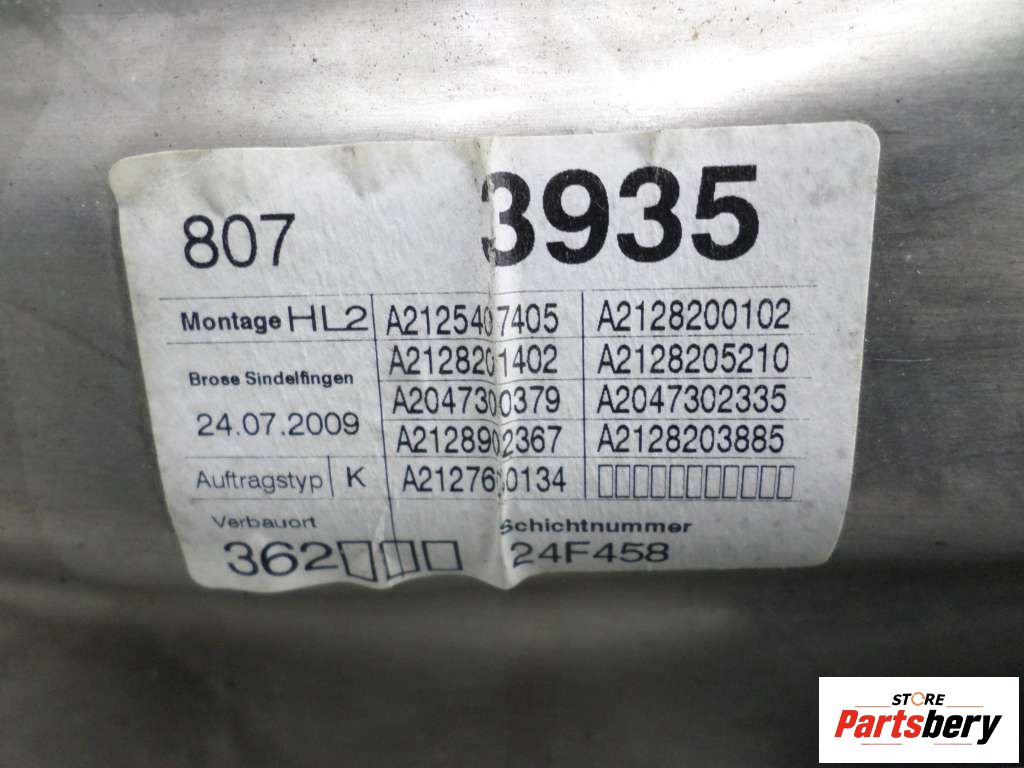 807 3935
Montage HL2 A2125407405 A2128200102
A2128201402 A2128205210
Brose Sindelfingen
A2047300379 A2047302335
24.07.2009
A2128902367 A2128203885
Auftragstyp K A2127600134
Verbauort Schichtnummer
362 24F458
STORE
Partsbery